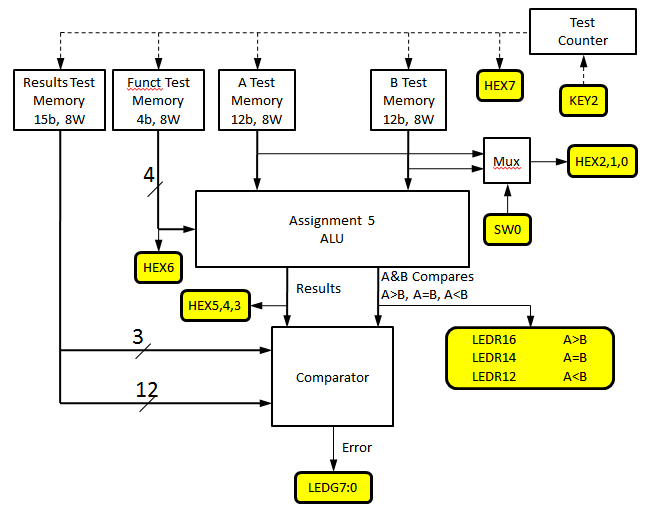 Test
Counter
Results Test
Memory
15b, 8W
Funct Test
Memory
4b, 8W
A Test
Memory
12b, 8W
B Test
Memory
12b, 8W
HEX7
KEY2
Mux
HEX2,1,0
4
Assignment 5
ALU
SW0
HEX6
Results
A&B Compares
A>B, A=B, A<B
HEX5,4,3
LEDR16 A>B
LEDR14 A=B
LEDR12 A<B
3
Comparator
12
Error
LEDG7:0